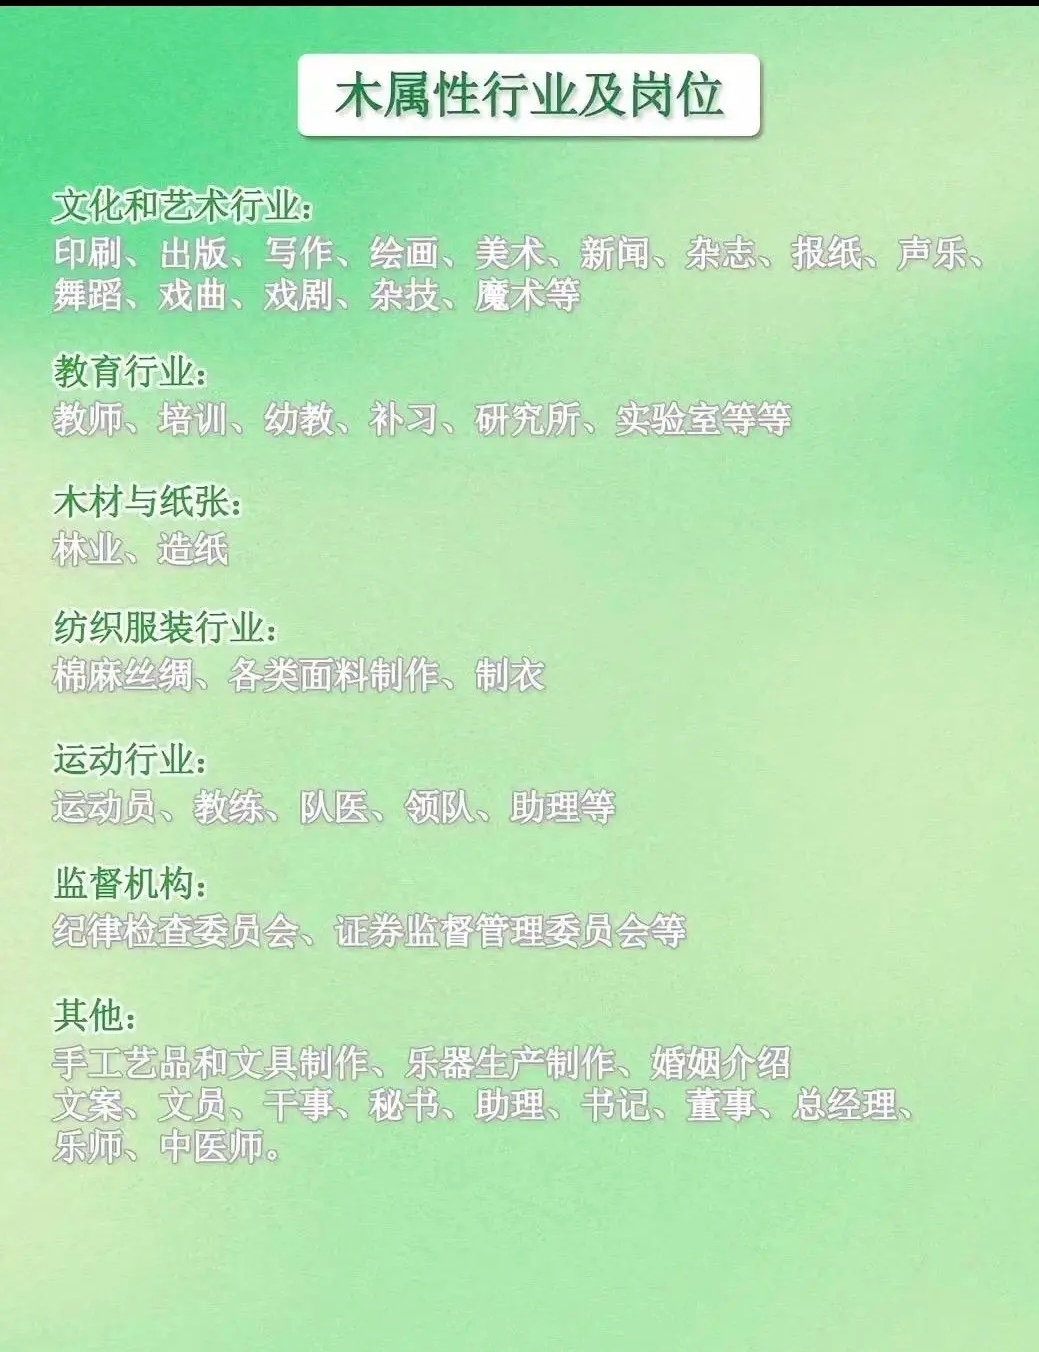 木属性行业及岗位
文化和艺术行业：
印刷、出版、写作、绘画、美术、新闻、杂志、报纸、声乐、
舞蹈、戏曲、戏剧、杂技、魔术等
教育行业：
教师、培训、幼教、补习、研究所、实验室等等
木材与纸张：
林业、造纸
纺织服装行业：
棉麻丝绸、各类面料制作、制衣
运动行业：
运动员、教练、队医、领队、助理等
监督机构：
纪律检查委员会、证券监督管理委员会等
其他：
手工艺品和文具制作、乐器生产制作、婚姻介绍
文案、文员、干事、秘书、助理、书记、董事、总经理、
乐师、中医师。